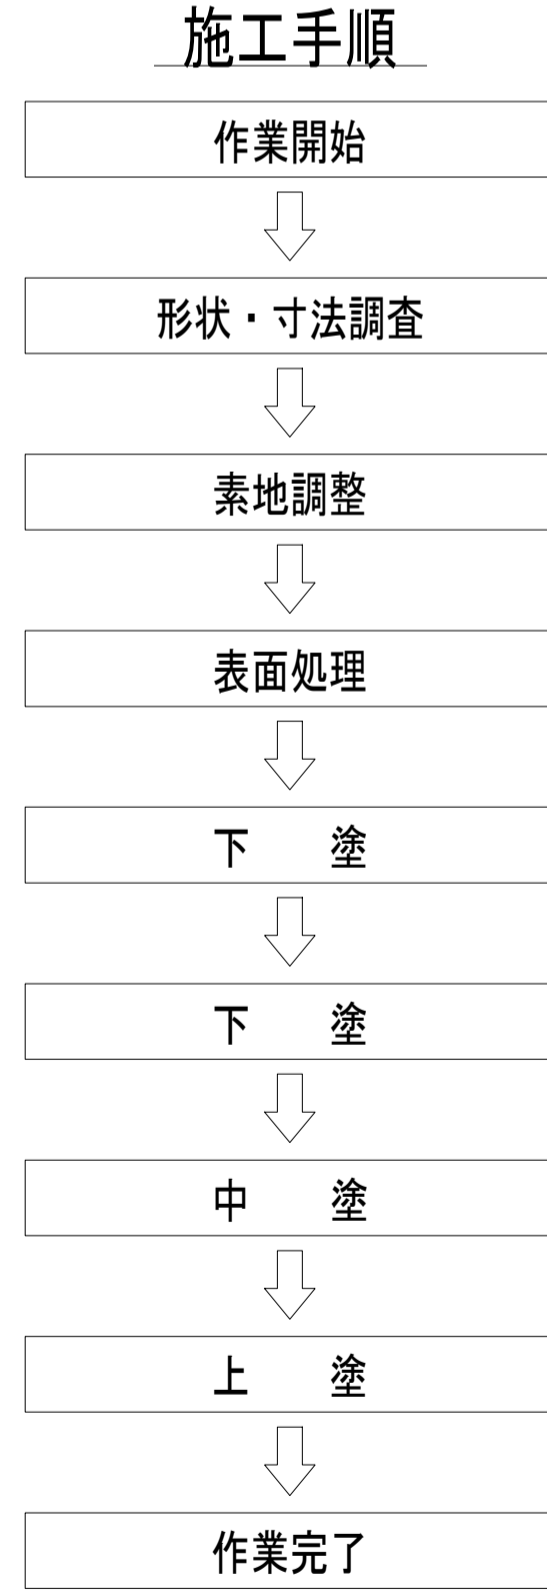 施工手順
作業開始
形状・寸法調査
素地調整
表面処理
下　　塗
下　　塗
中　　塗
上　　塗
作業完了